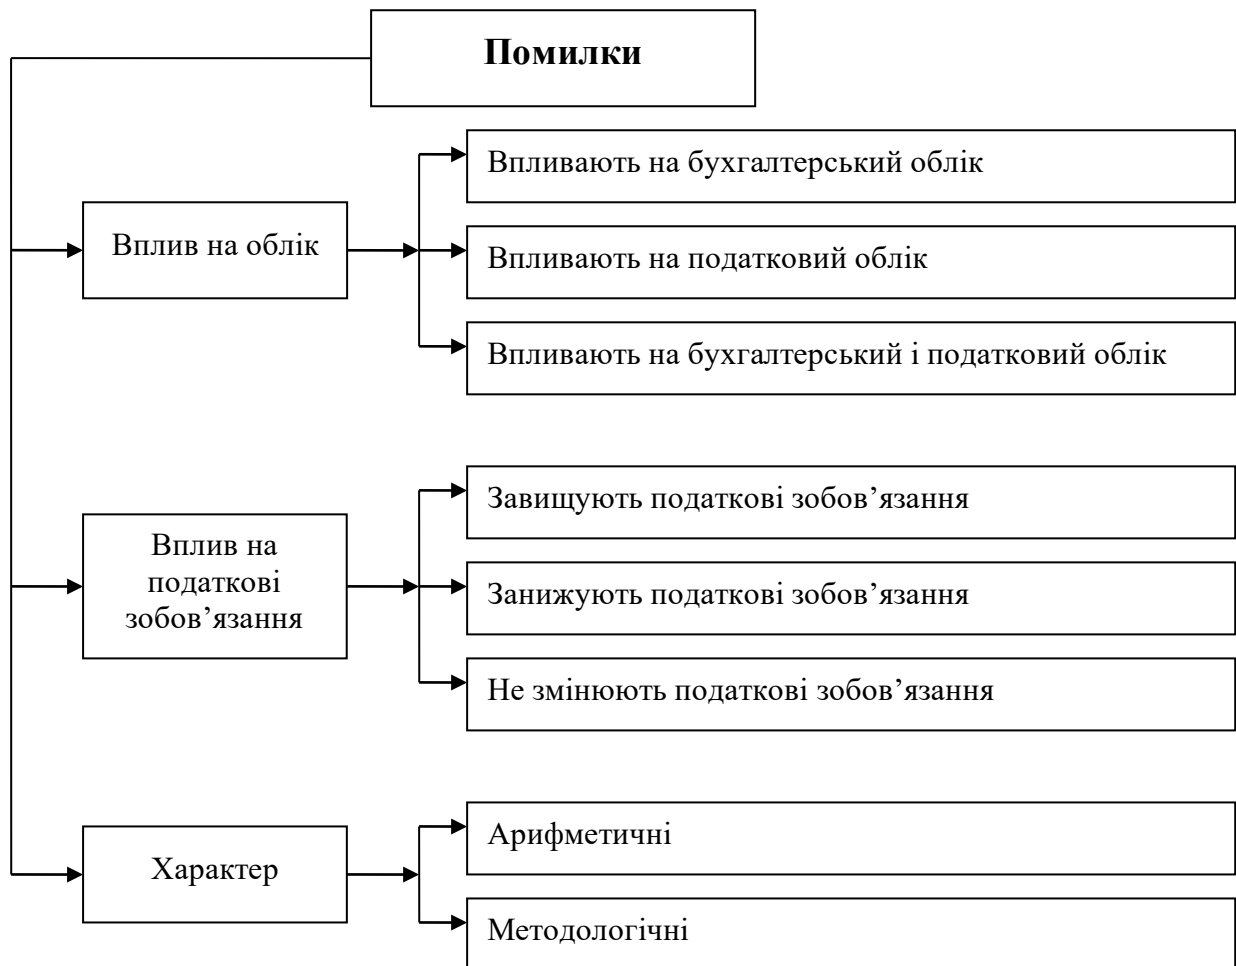 Помилки
Впливають на бухгалтерський облік
Вплив на облік
Впливають на податковий облік
Впливають на бухгалтерський і податковий облік
Завищують податкові зобов’язання
Вплив на
податкові
зобов’язання
Занижують податкові зобов’язання
Не змінюють податкові зобов’язання
Арифметичні
Характер
Методологічні